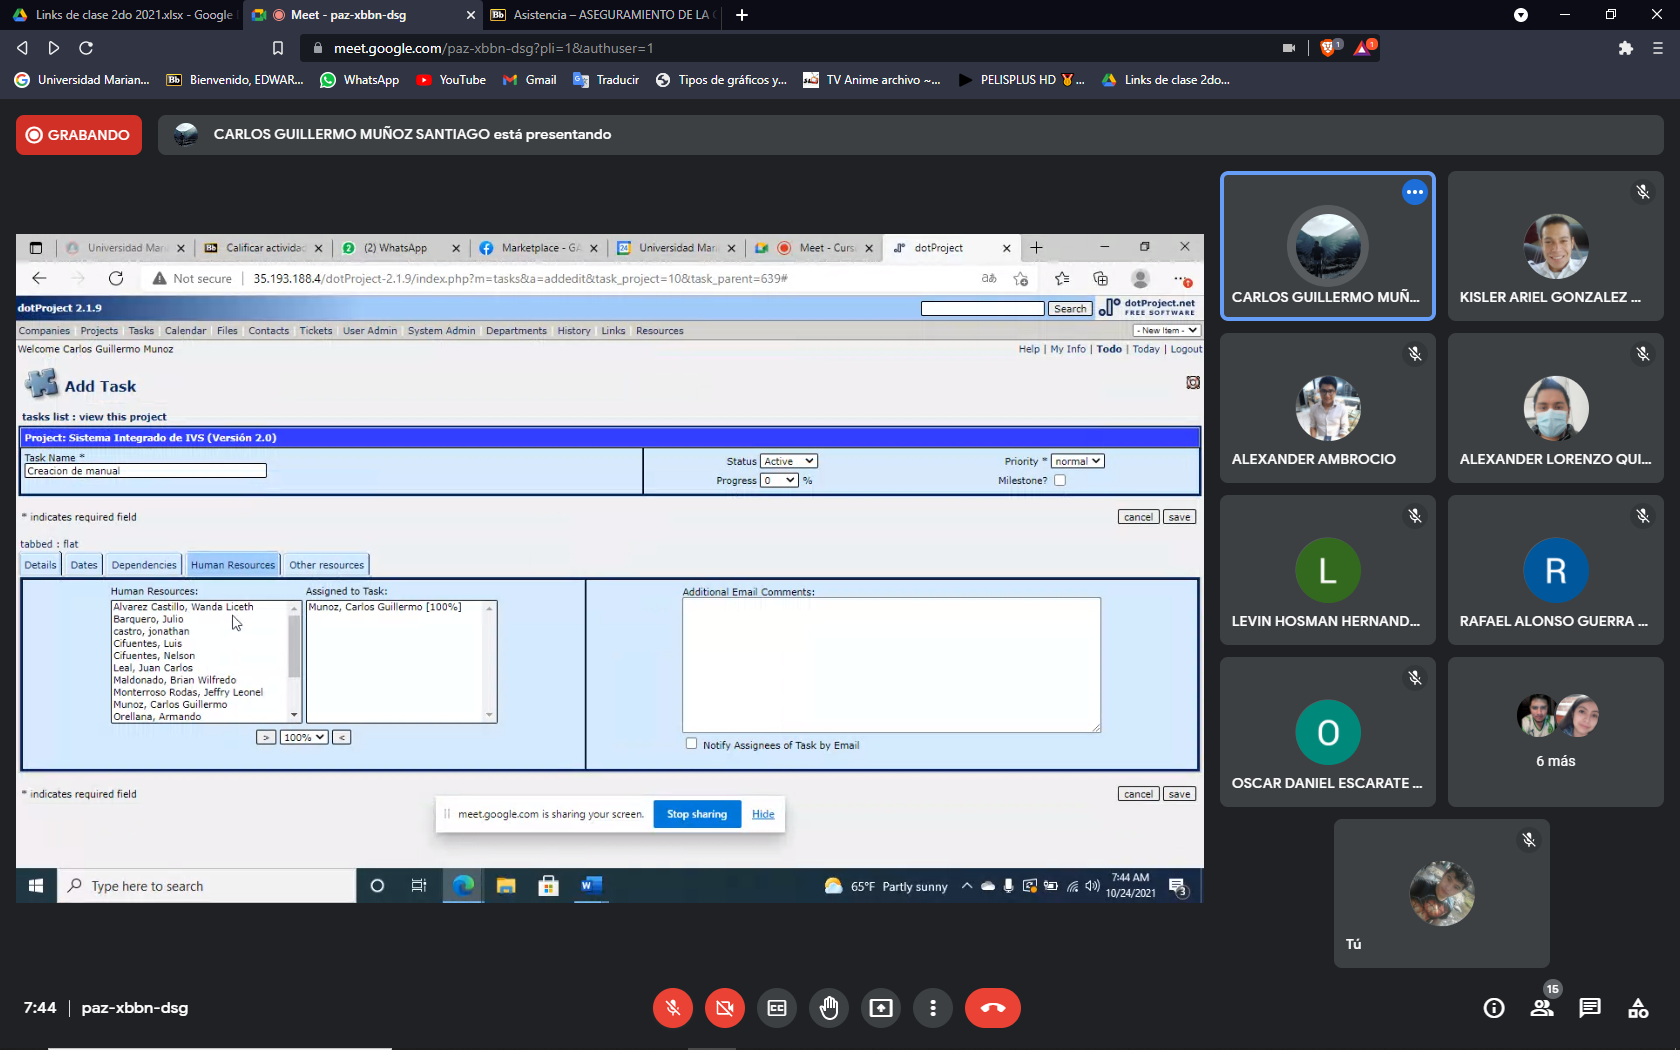 Links de clase 2do 2021.xlsx - Google
Meet - paz-xbbn-dsg
Asistencia – ASEGURAMIENTO DE LA
meet.google.com/paz-xbbn-dsg?pli=1&authuser=1
Universidad Marian...
Bienvenido, EDWAR...
WhatsApp
YouTube
Gmail
Traducir
Tipos de gráficos y...
TV Anime archivo ~...
PELISPLUS HD
Links de clase 2do...
GRABANDO
CARLOS GUILLERMO MUÑOZ SANTIAGO está presentando
Universidad Mar
Calificar actividad
(2) WhatsApp
Marketplace - G
Universidad Mari
Meet - Curs
dotProject
Not secure
35.193.188.4/dotProject-2.1.9/index.php?m=tasks&a=addedit&task_project=10&task_parent=639#
dotProject 2.1.9
Search
dotProject.net
FREE SOFTWARE
Companies
Projects
Tasks
Calendar
Files
Contacts
Tickets
User Admin
System Admin
Departments
History
Links
Resources
- New Item -
Welcome Carlos Guillermo Munoz
Help | My Info | Todo | Today | Logout
Add Task
tasks list : view this project
Project: Sistema Integrado de IVS (Versión 2.0)
Task Name *
Creacion de manual
Status Active
Priority * normal
Progress 0 %
Milestone?
* indicates required field
cancel
save
tabbed : flat
Details
Dates
Dependencies
Human Resources
Other resources
Human Resources:
Alvarez Castillo, Wanda Liceth
Barquero, Julio
castro, jonathan
Cifuentes, Luis
Cifuentes, Nelson
Leal, Juan Carlos
Maldonado, Brian Wilfredo
Monterroso Rodas, Jeffry Leonel
Munoz, Carlos Guillermo
Orellana, Armando
Assigned to Task:
Munoz, Carlos Guillermo [100%]
> 100% <
Additional Email Comments:
Notify Assignees of Task by Email
* indicates required field
cancel
save
meet.google.com is sharing your screen.
Stop sharing
Hide
Type here to search
65°F Partly sunny
7:44 AM
10/24/2021
3
CARLOS GUILLERMO MUÑ...
KISLER ARIEL GONZALEZ ...
ALEXANDER AMBROCIO
ALEXANDER LORENZO QUI...
L
LEVIN HOSMAN HERNAND...
R
RAFAEL ALONSO GUERRA ...
O
OSCAR DANIEL ESCARATE ...
6 más
Tú
7:44 | paz-xbbn-dsg
15